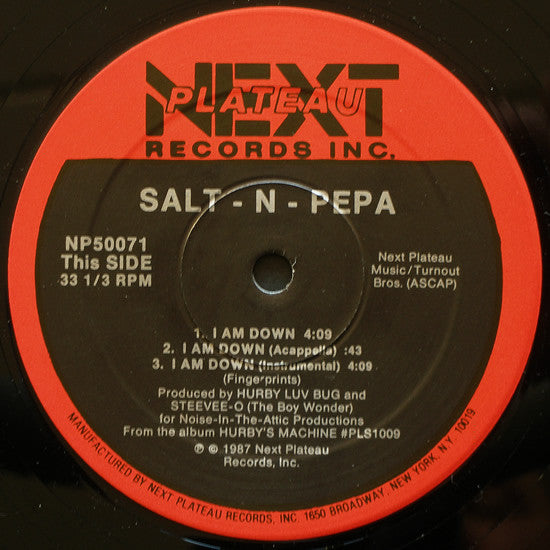 NEXT
PLATEAU
RECORDS INC.
SALT - N - PEPA
NP50071
This SIDE
33 1/3 RPM
Next Plateau
Music/Turnout
Bros. (ASCAP)
1. I AM DOWN 4:09
2. I AM DOWN (Acappella) :43
3. I AM DOWN (Instrumental) 4:09
(Fingerprints)
Produced by HURBY LUV BUG and
STEEVEE-O (The Boy Wonder)
for Noise-In-The-Attic Productions
From the album HURBY'S MACHINE #PLS1009
℗ © 1987 Next Plateau
Records, Inc.
MANUFACTURED BY NEXT PLATEAU RECORDS, INC. 1650 BROADWAY, NEW YORK, N.Y. 10019